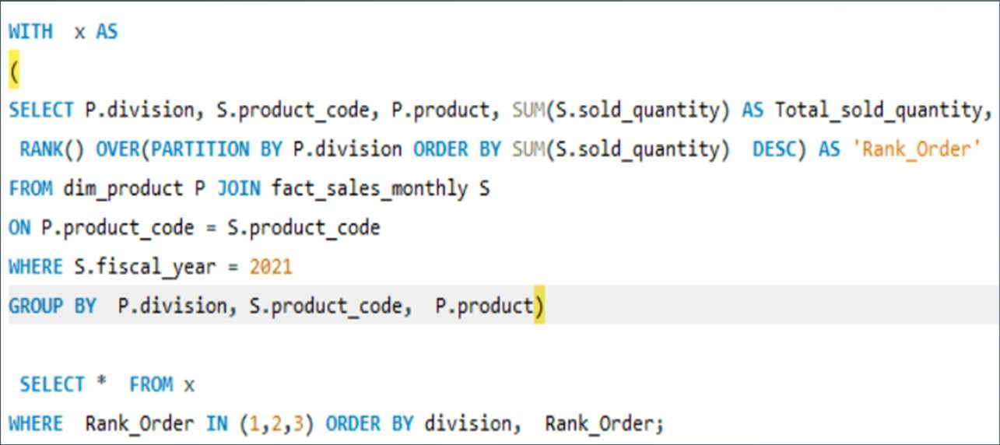 WITH  x AS
(
SELECT P.division, S.product_code, P.product, SUM(S.sold_quantity) AS Total_sold_quantity,
RANK() OVER(PARTITION BY P.division ORDER BY SUM(S.sold_quantity)  DESC) AS 'Rank_Order'
FROM dim_product P JOIN fact_sales_monthly S
ON P.product_code = S.product_code
WHERE S.fiscal_year = 2021
GROUP BY  P.division, S.product_code,  P.product)
SELECT *  FROM x
WHERE  Rank_Order IN (1,2,3) ORDER BY division,  Rank_Order;